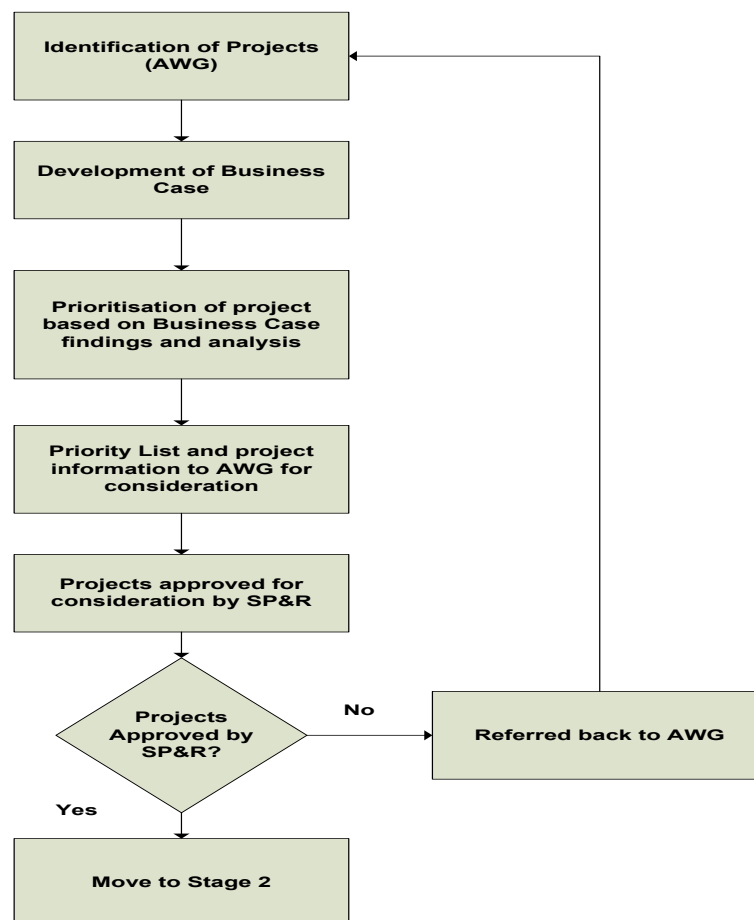 Identification of Projects
(AWG)
Development of Business
Case
Prioritisation of project
based on Business Case
findings and analysis
Priority List and project
information to AWG for
consideration
Projects approved for
consideration by SP&R
Projects
Approved by
SP&R?
No
Referred back to AWG
Yes
Move to Stage 2